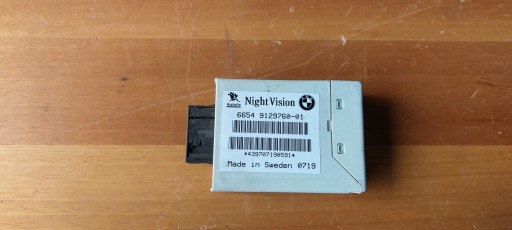 Night Vision
6654 9129760-01
*439707190591*
Made in Sweden 0719